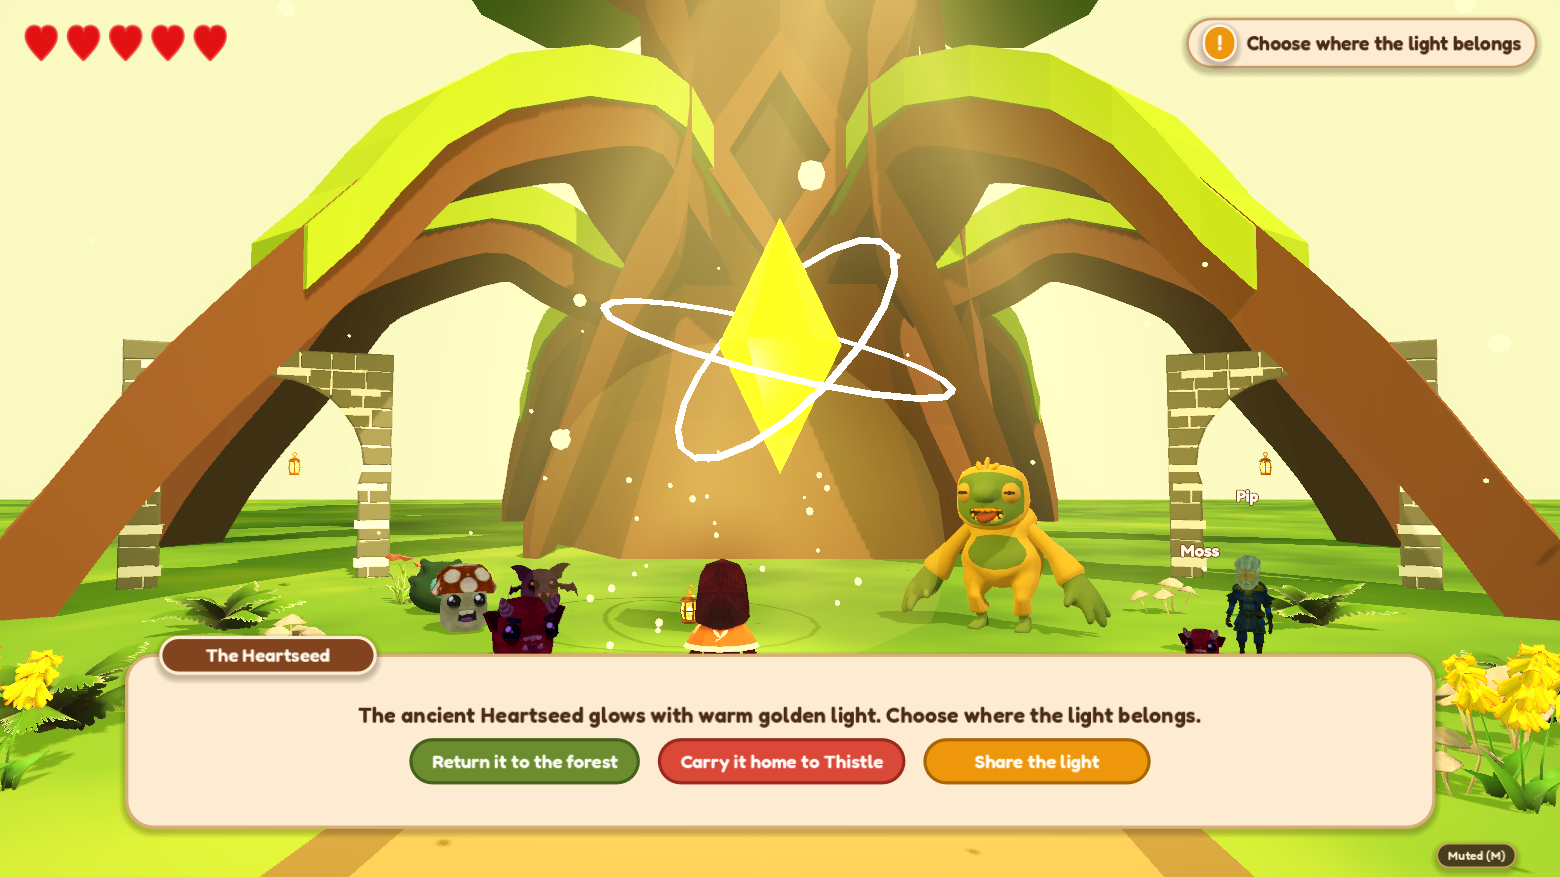 Choose where the light belongs
Pip
Moss
The Heartseed
The ancient Heartseed glows with warm golden light. Choose where the light belongs.
Return it to the forest
Carry it home to Thistle
Share the light
Muted (M)